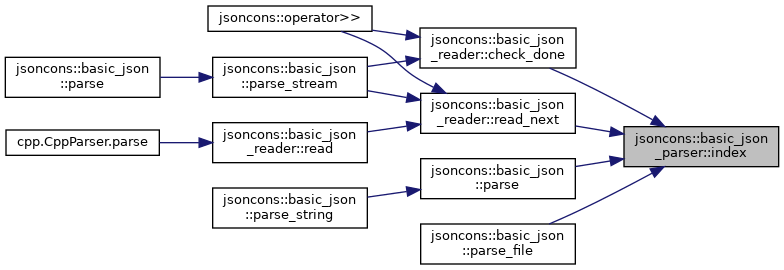 jsoncons::operator>>
jsoncons::basic_json
_reader::check_done
jsoncons::basic_json
::parse
jsoncons::basic_json
::parse_stream
jsoncons::basic_json
_reader::read_next
cpp.CppParser.parse
jsoncons::basic_json
_reader::read
jsoncons::basic_json
_parser::index
jsoncons::basic_json
::parse
jsoncons::basic_json
::parse_string
jsoncons::basic_json
::parse_file